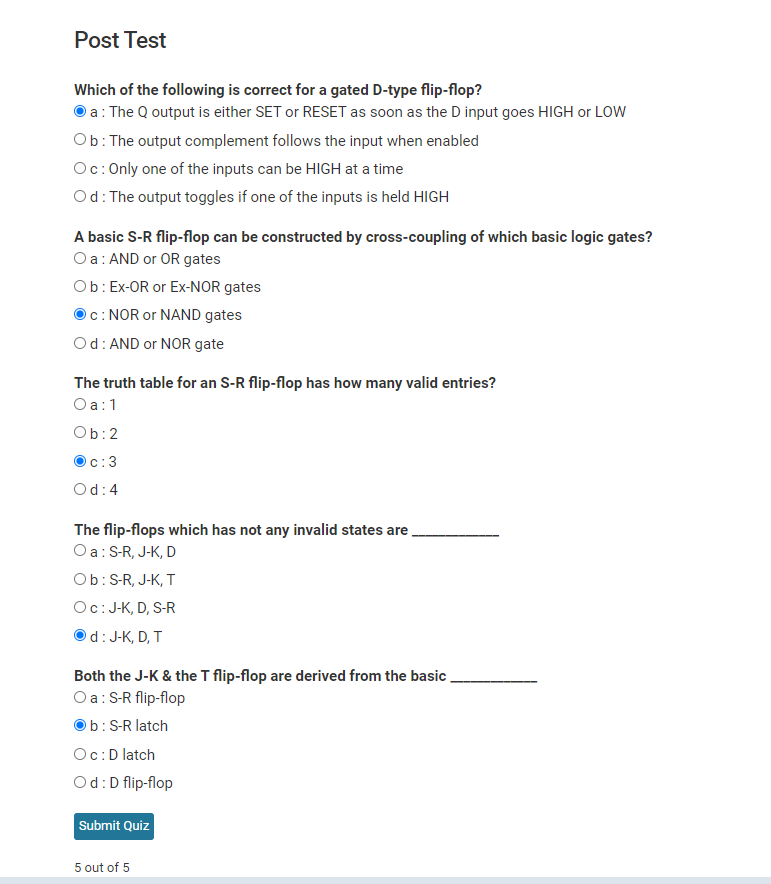 Post Test
Which of the following is correct for a gated D-type flip-flop?
a : The Q output is either SET or RESET as soon as the D input goes HIGH or LOW
b : The output complement follows the input when enabled
c : Only one of the inputs can be HIGH at a time
d : The output toggles if one of the inputs is held HIGH
A basic S-R flip-flop can be constructed by cross-coupling of which basic logic gates?
a : AND or OR gates
b : Ex-OR or Ex-NOR gates
c : NOR or NAND gates
d : AND or NOR gate
The truth table for an S-R flip-flop has how many valid entries?
a : 1
b : 2
c : 3
d : 4
The flip-flops which has not any invalid states are _____________
a : S-R, J-K, D
b : S-R, J-K, T
c : J-K, D, S-R
d : J-K, D, T
Both the J-K & the T flip-flop are derived from the basic _____________
a : S-R flip-flop
b : S-R latch
c : D latch
d : D flip-flop
Submit Quiz
5 out of 5